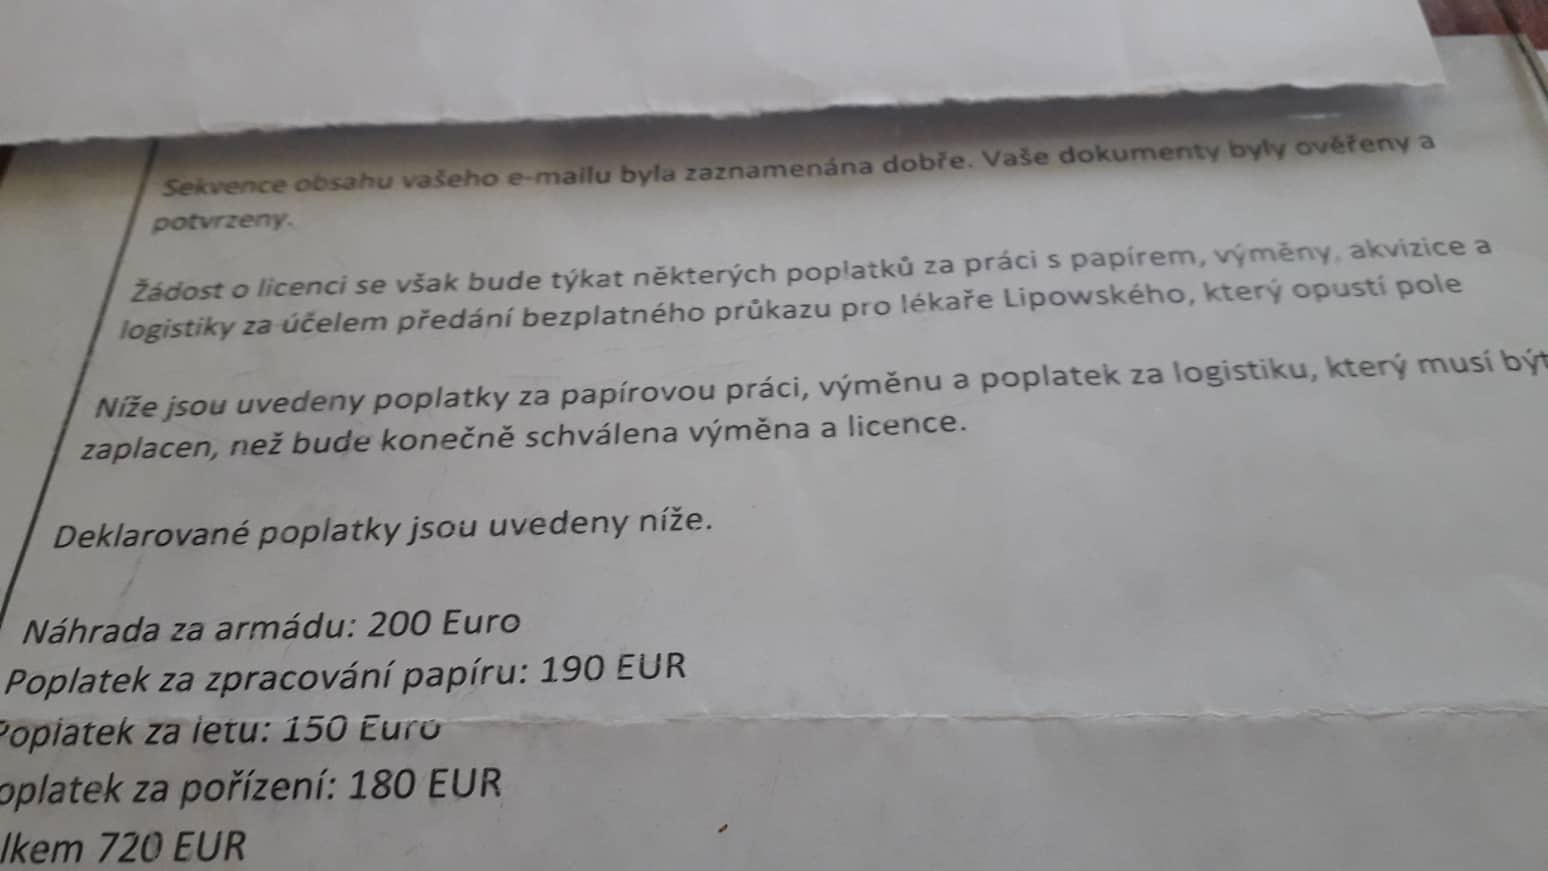 Sekvence obsahu vašeho e-mailu byla zaznamenána dobře. Vaše dokumenty byly ověřeny a
potvrzeny.
Žádost o licenci se však bude týkat některých poplatků za práci s papírem, výměny, akvizice a
logistiky za účelem předání bezplatného průkazu pro lékaře Lipowského, který opustí pole
Níže jsou uvedeny poplatky za papírovou práci, výměnu a poplatek za logistiku, který musí být
zaplacen, než bude konečně schválena výměna a licence.
Deklarované poplatky jsou uvedeny níže.
Náhrada za armádu: 200 Euro
Poplatek za zpracování papíru: 190 EUR
Poplatek za letu: 150 Euro
oplatek za pořízení: 180 EUR
lkem 720 EUR